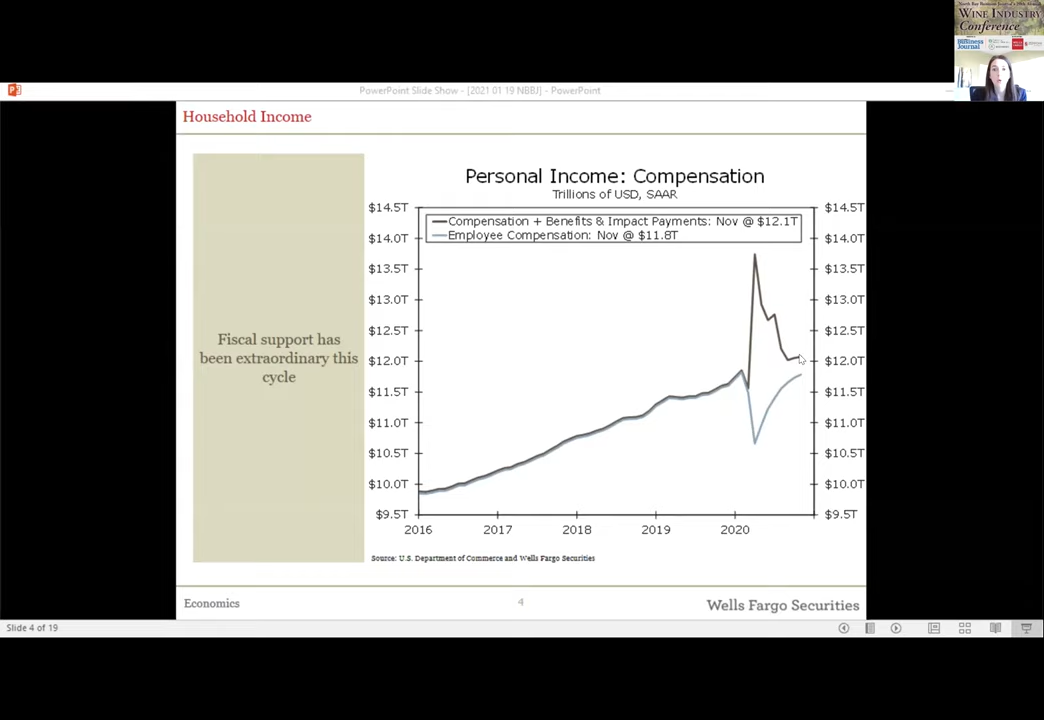 WINE INDUSTRY
Conference
BUSINESS
Journal
PowerPoint Slide Show - [2021 01 19 NBBJ] - PowerPoint
Household Income
Fiscal support has
been extraordinary this
cycle
Personal Income: Compensation
Trillions of USD, SAAR
Compensation + Benefits & Impact Payments: Nov @ $12.1T
Employee Compensation: Nov @ $11.8T
$14.5T $14.5T
$14.0T $14.0T
$13.5T $13.5T
$13.0T $13.0T
$12.5T $12.5T
$12.0T $12.0T
$11.5T $11.5T
$11.0T $11.0T
$10.5T $10.5T
$10.0T $10.0T
$9.5T $9.5T
2016 2017 2018 2019 2020
Source: U.S. Department of Commerce and Wells Fargo Securities
Economics 4 Wells Fargo Securities
Slide 4 of 19